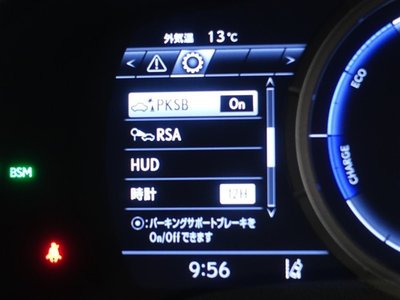 外気温 13℃
PKSB On
RSA
HUD
時計 12H
:パーキングサポートブレーキを
On/Offできます
9:56
BSM
ECO
CHARGE